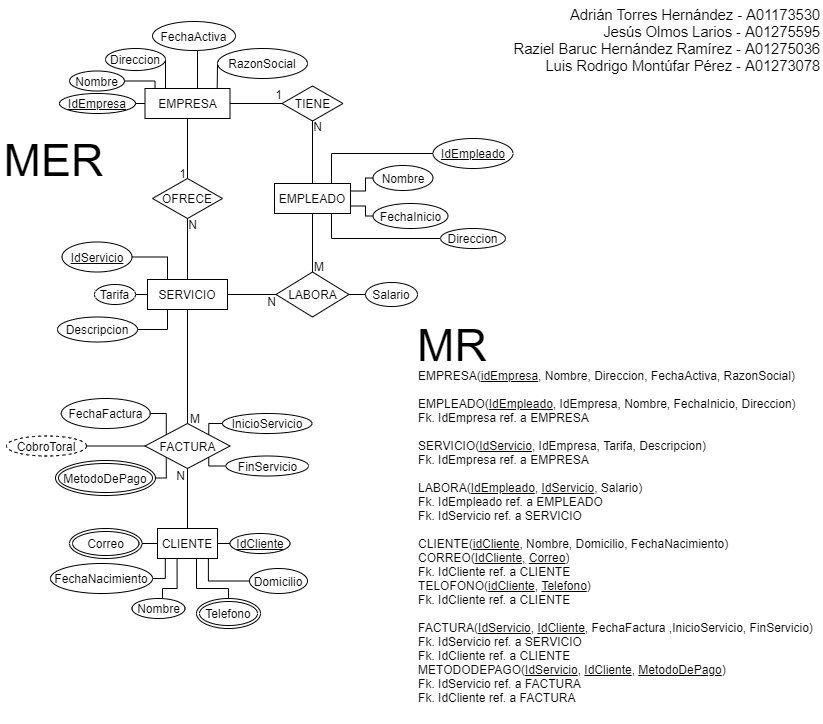 Adrián Torres Hernández - A01173530
Jesús Olmos Larios - A01275595
Raziel Baruc Hernández Ramírez - A01275036
Luis Rodrigo Montúfar Pérez - A01273078
FechaActiva
Direccion
RazonSocial
Nombre
IdEmpresa
EMPRESA
1
TIENE
N
MER
IdEmpleado
1
Nombre
OFRECE
EMPLEADO
FechaInicio
N
Direccion
IdServicio
M
Tarifa
SERVICIO
N
LABORA
Salario
Descripcion
MR
EMPRESA(idEmpresa, Nombre, Direccion, FechaActiva, RazonSocial)
EMPLEADO(IdEmpleado, IdEmpresa, Nombre, FechaInicio, Direccion)
Fk. IdEmpresa ref. a EMPRESA
SERVICIO(IdServicio, IdEmpresa, Tarifa, Descripcion)
Fk. IdEmpresa ref. a EMPRESA
LABORA(IdEmpleado, IdServicio, Salario)
Fk. IdEmpleado ref. a EMPLEADO
Fk. IdServicio ref. a SERVICIO
CLIENTE(idCliente, Nombre, Domicilio, FechaNacimiento)
CORREO(IdCliente, Correo)
Fk. IdCliente ref. a CLIENTE
TELOFONO(idCliente, Telefono)
Fk. IdCliente ref. a CLIENTE
FACTURA(IdServicio, IdCliente, FechaFactura ,InicioServicio, FinServicio)
Fk. IdServicio ref. a SERVICIO
Fk. IdCliente ref. a CLIENTE
METODODEPAGO(IdServicio, IdCliente, MetodoDePago)
Fk. IdServicio ref. a FACTURA
Fk. IdCliente ref. a FACTURA
FechaFactura
M
InicioServicio
CobroToral
FACTURA
FinServicio
MetodoDePago
N
Correo
CLIENTE
IdCliente
FechaNacimiento
Domicilio
Nombre
Telefono